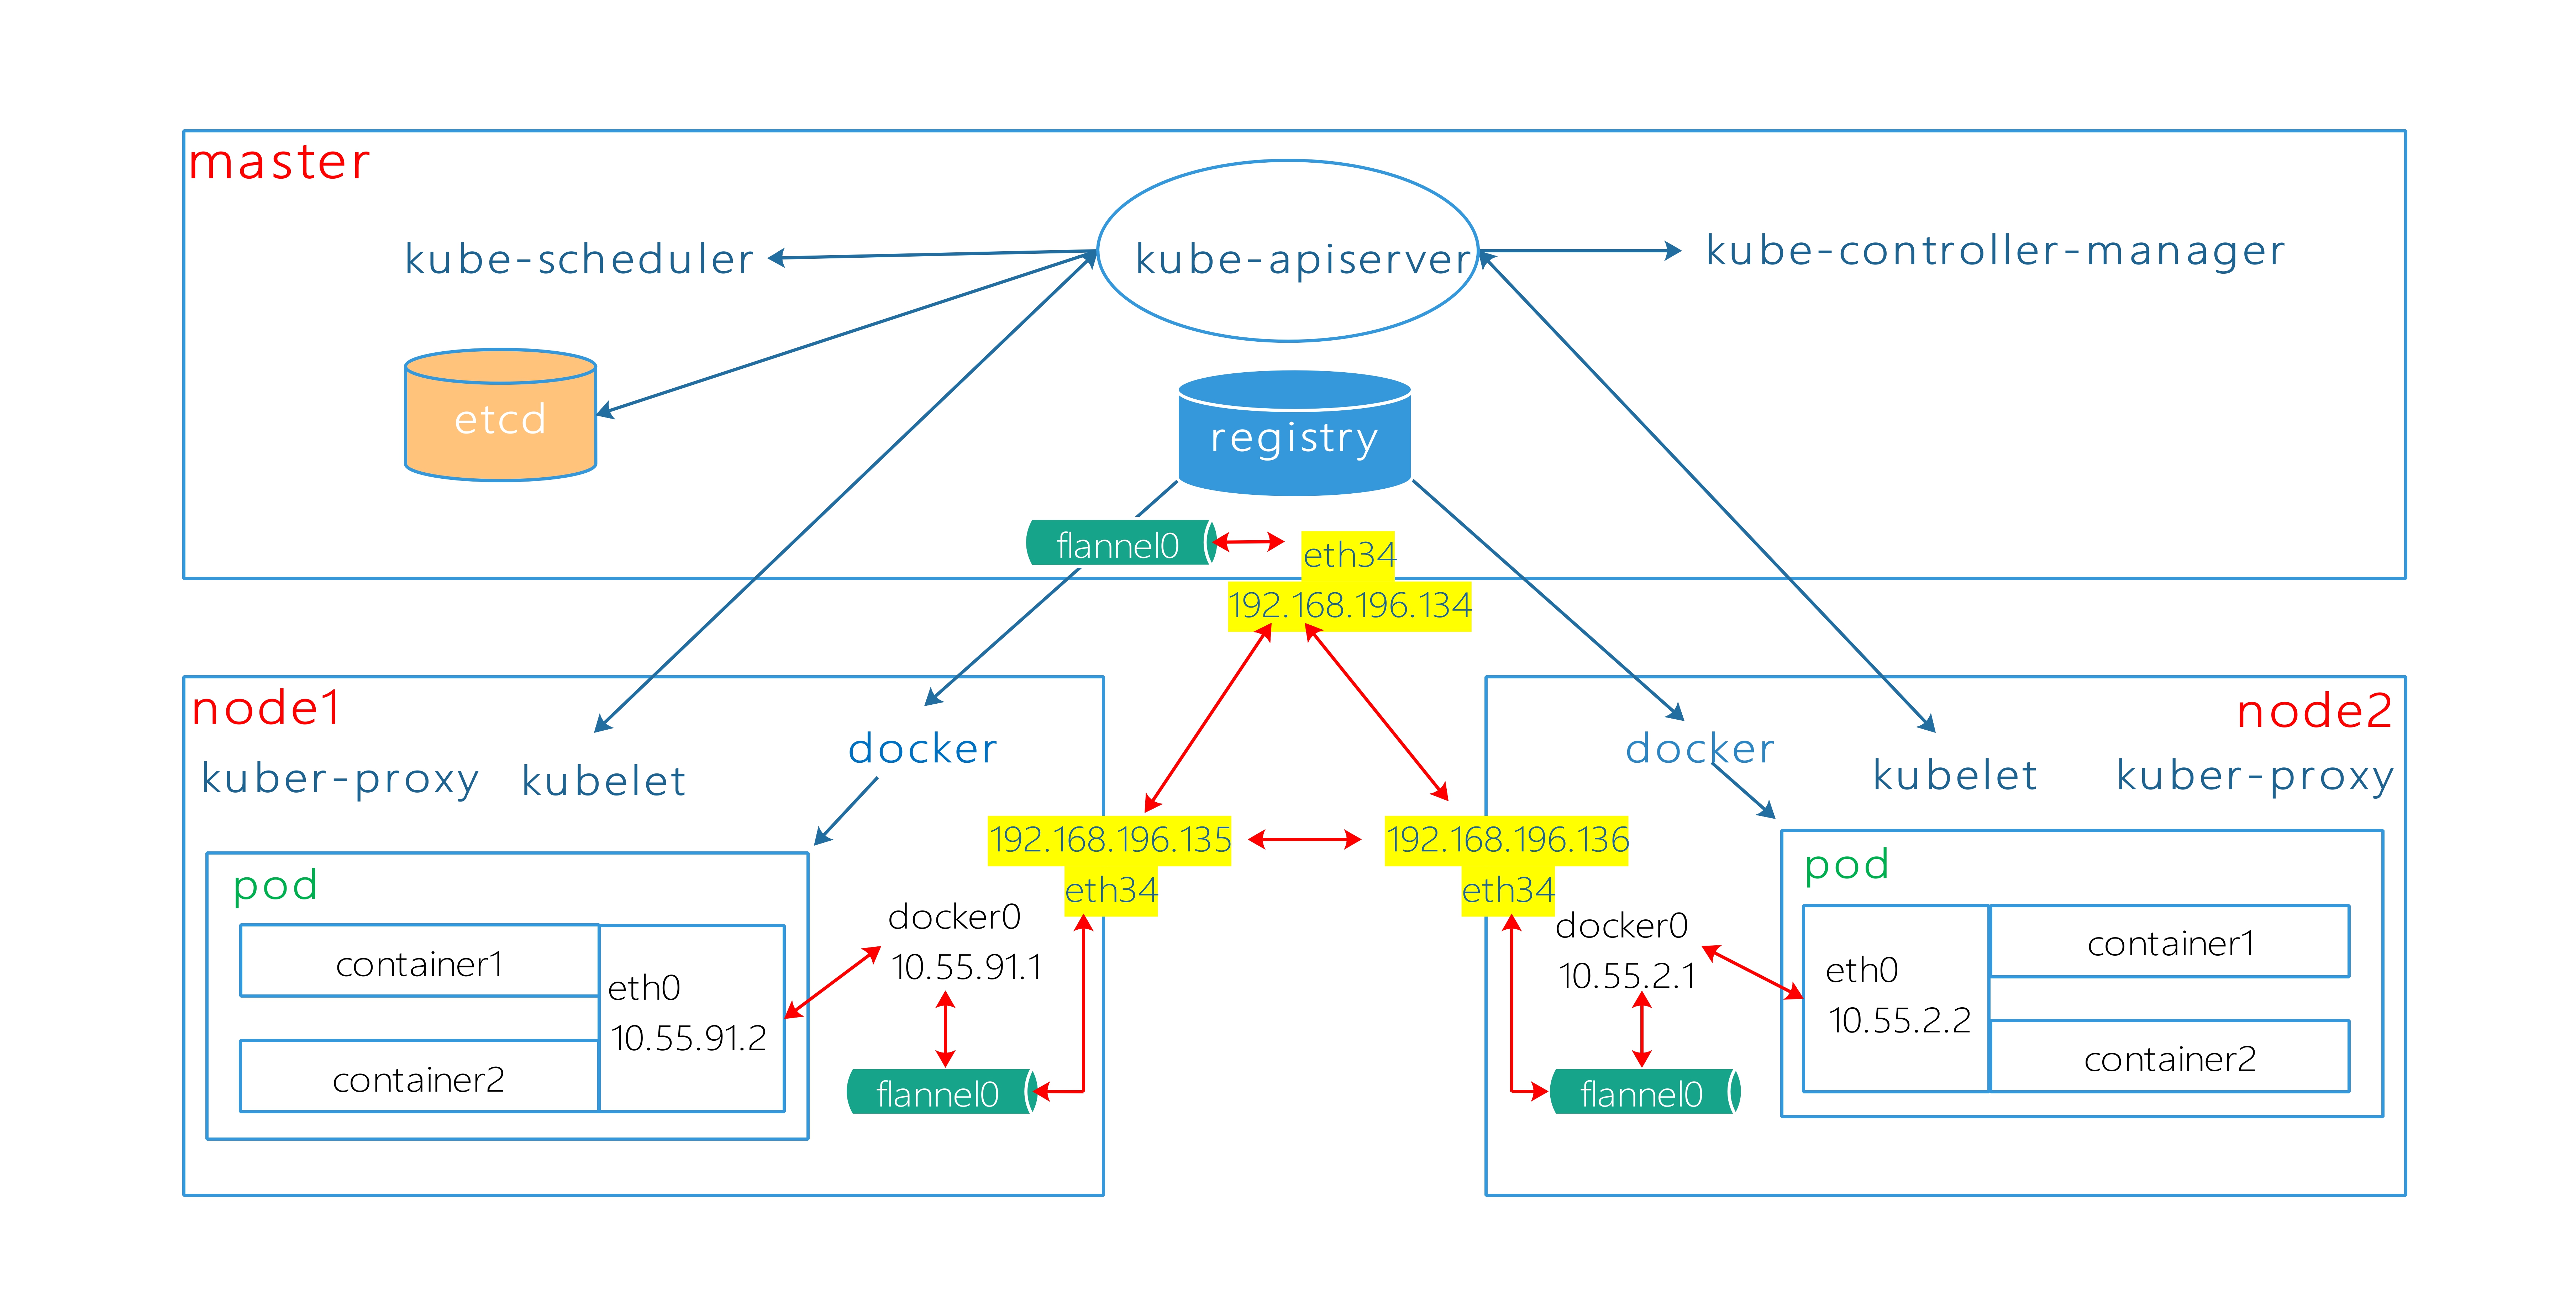 master
kube-scheduler
kube-apiserver
kube-controller-manager
etcd
registry
flannel0
eth34
192.168.196.134
node1
kuber-proxy
kubelet
docker
192.168.196.135
eth34
pod
container1
container2
eth0
10.55.91.2
docker0
10.55.91.1
flannel0
node2
docker
kubelet
kuber-proxy
192.168.196.136
eth34
docker0
10.55.2.1
flannel0
pod
eth0
10.55.2.2
container1
container2